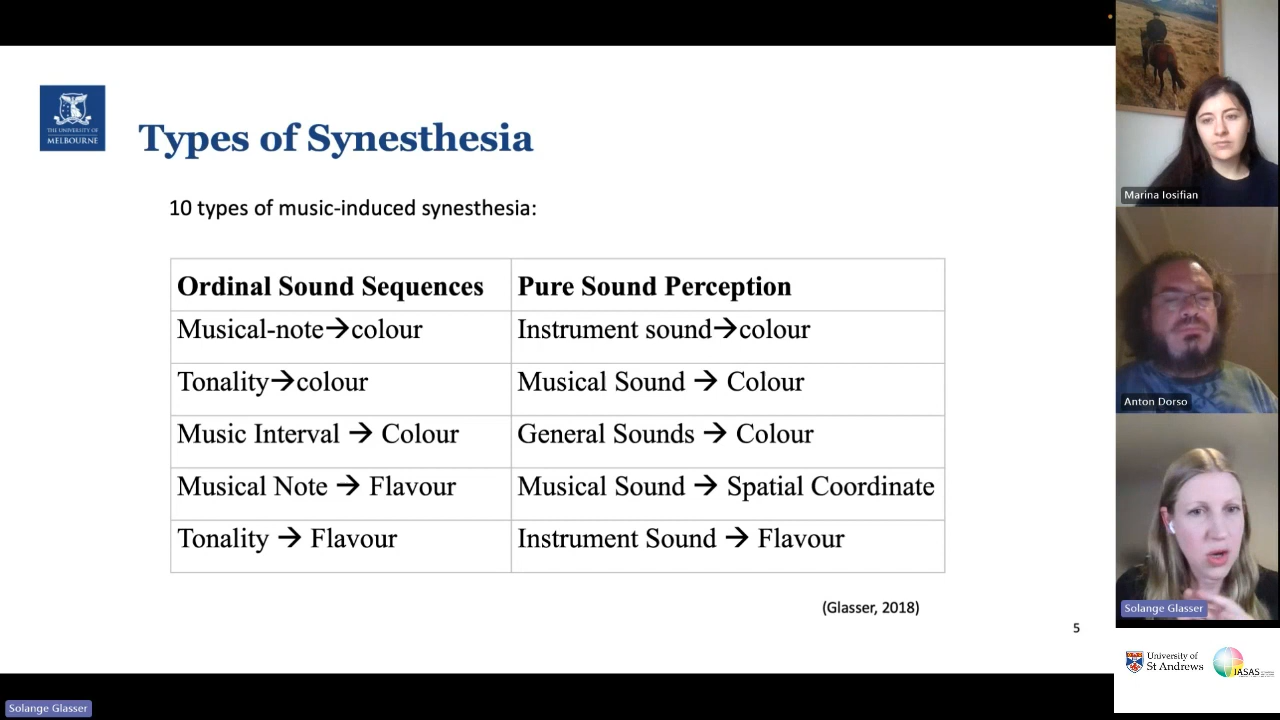 THE UNIVERSITY OF
MELBOURNE
Types of Synesthesia
10 types of music-induced synesthesia:
Ordinal Sound Sequences Pure Sound Perception
Musical-note→colour Instrument sound→colour
Tonality→colour Musical Sound → Colour
Music Interval → Colour General Sounds → Colour
Musical Note → Flavour Musical Sound → Spatial Coordinate
Tonality → Flavour Instrument Sound → Flavour
(Glasser, 2018)
5
Marina Iosifian
Anton Dorso
Solange Glasser
University of
St Andrews
IASAS
Solange Glasser